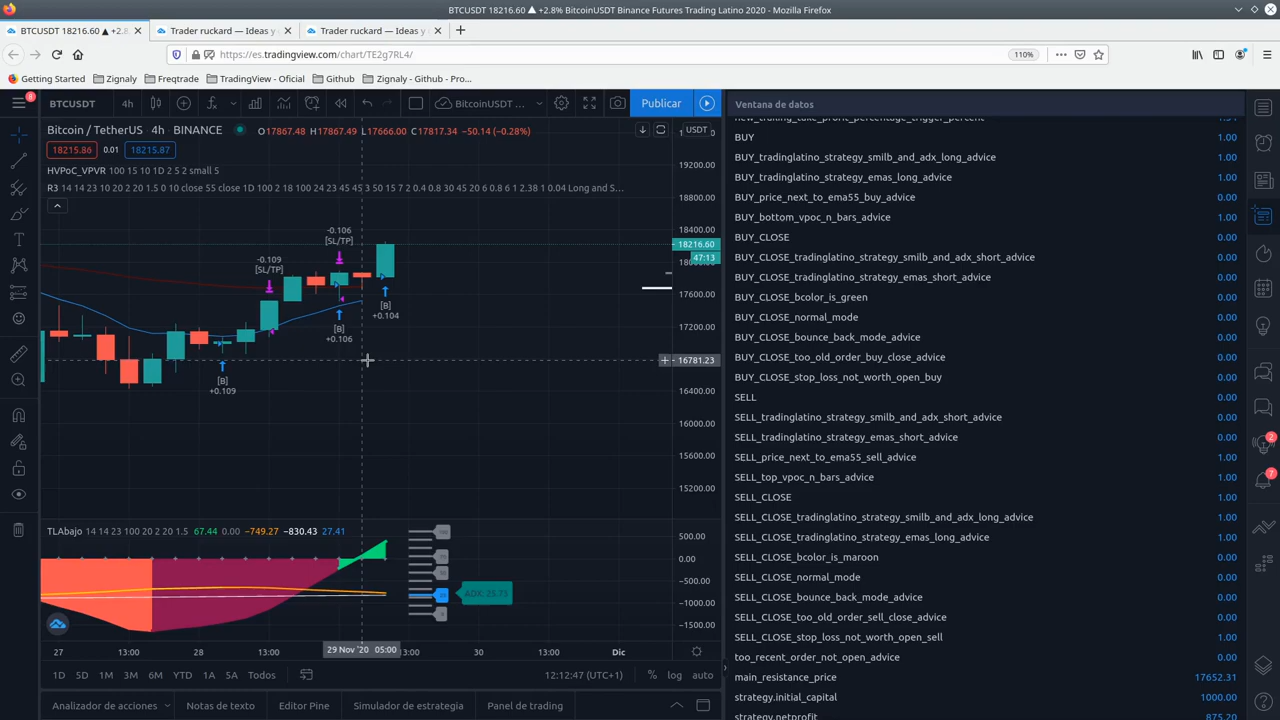 BTCUSDT 18216.60 ▲ +2.8% BitcoinUSDT Futures Trading Latino 2020 - Mozilla Firefox
BTCUSDT 18216.60 ▲ +2.8
Trader ruckard — Ideas y
Trader ruckard — Ideas y
https://es.tradingview.com/chart/TE2g7RL4/
110%
Getting Started
Zignaly
Freqtrade
TradingView - Oficial
Github
Zignaly - Github - Pro...
8
BTCUSDT
4h
BitcoinUSDT ...
Publicar
Ventana de datos
Bitcoin / TetherUS 4h BINANCE
O17867.48 H17867.49 L17666.00 C17817.34 −50.14 (−0.28%)
USDT
18215.86
0.01
18215.87
HVPoC_VPVR 100 15 10 1D 2 5 2 small 5
R3 14 14 23 10 20 2 20 1.5 0 10 close 55 close 1D 100 2 18 100 24 23 45 45 3 50 15 7 2 0.4 0.8 30 45 20 6 0.8 6 1 2.38 1 0.04 Long and S...
19200.00
18800.00
18400.00
18216.60
47:13
17600.00
17200.00
16781.23
16400.00
16000.00
15600.00
15200.00
-0.106
[SL/TP]
-0.109
[SL/TP]
[B]
+0.104
[B]
+0.106
[B]
+0.109
TLAbajo 14 14 23 100 20 2 20 1.5 67.44 0.00 −749.27 −830.43 27.41
500.00
0.00
−500.00
−1000.00
−1500.00
ADX: 25.73
27
13:00
28
13:00
29 Nov '20 05:00
3:00
30
13:00
Dic
1D 5D 1M 3M 6M YTD 1A 5A Todos
12:12:47 (UTC+1)
%
log
auto
Analizador de acciones
Notas de texto
Editor Pine
Simulador de estrategia
Panel de trading
BUY 1.00
BUY_tradinglatino_strategy_smilb_and_adx_long_advice 1.00
BUY_tradinglatino_strategy_emas_long_advice 1.00
BUY_price_next_to_ema55_buy_advice 1.00
BUY_bottom_vpoc_n_bars_advice 1.00
BUY_CLOSE 0.00
BUY_CLOSE_tradinglatino_strategy_smilb_and_adx_short_advice 0.00
BUY_CLOSE_tradinglatino_strategy_emas_short_advice 0.00
BUY_CLOSE_bcolor_is_green 0.00
BUY_CLOSE_normal_mode 0.00
BUY_CLOSE_bounce_back_mode_advice 0.00
BUY_CLOSE_too_old_order_buy_close_advice 0.00
BUY_CLOSE_stop_loss_not_worth_open_buy 0.00
SELL 0.00
SELL_tradinglatino_strategy_smilb_and_adx_short_advice 0.00
SELL_tradinglatino_strategy_emas_short_advice 0.00
SELL_price_next_to_ema55_sell_advice 1.00
SELL_top_vpoc_n_bars_advice 1.00
SELL_CLOSE 0.00
SELL_CLOSE_tradinglatino_strategy_smilb_and_adx_long_advice 1.00
SELL_CLOSE_tradinglatino_strategy_emas_long_advice 1.00
SELL_CLOSE_bcolor_is_maroon 0.00
SELL_CLOSE_normal_mode 0.00
SELL_CLOSE_bounce_back_mode_advice 0.00
SELL_CLOSE_too_old_order_sell_close_advice 0.00
SELL_CLOSE_stop_loss_not_worth_open_sell 1.00
too_recent_order_not_open_advice 0.00
main_resistance_price 17652.31
strategy.initial_capital 1000.00
strategy.netprofit 875.20
2
7